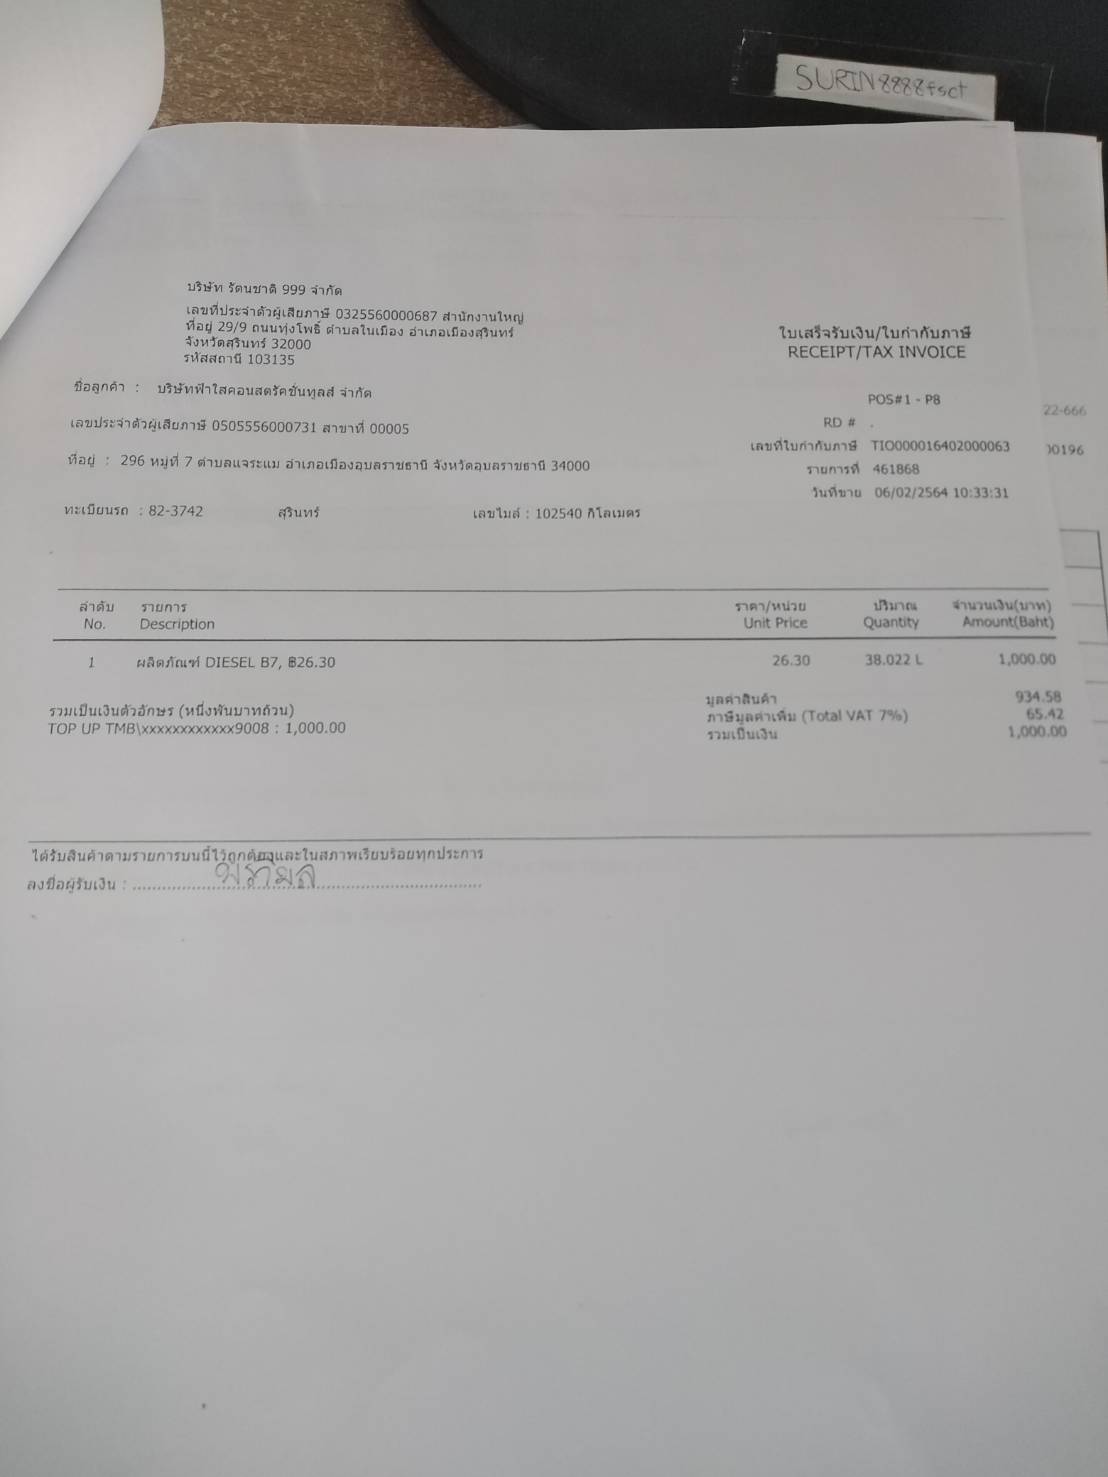 SURIN8888fsct
บริษัท รัตนชาติ 999 จำกัด
เลขที่ประจำตัวผู้เสียภาษี 0325560000687 สำนักงานใหญ่
ที่อยู่ 29/9 ถนนทุ่งโพธิ์ ตำบลในเมือง อำเภอเมืองสุรินทร์
จังหวัดสุรินทร์ 32000
รหัสสถานี 103135
ใบเสร็จรับเงิน/ใบกำกับภาษี
RECEIPT/TAX INVOICE
ชื่อลูกค้า : บริษัทฟ้าใสคอนสตรัคชั่นทูลส์ จำกัด
POS#1 - P8
22-666
เลขประจำตัวผู้เสียภาษี 0505556000731 สาขาที่ 00005
RD # .
เลขที่ใบกำกับภาษี TIO000016402000063
00196
ที่อยู่ : 296 หมู่ที่ 7 ตำบลแจระแม อำเภอเมืองอุบลราชธานี จังหวัดอุบลราชธานี 34000
รายการที่ 461868
วันที่ขาย 06/02/2564 10:33:31
ทะเบียนรถ : 82-3742 สุรินทร์ เลขไมล์ : 102540 กิโลเมตร
ลำดับ รายการ ราคา/หน่วย ปริมาณ จำนวนเงิน(บาท)
No. Description Unit Price Quantity Amount(Baht)
1 ผลิตภัณฑ์ DIESEL B7, ฿26.30 26.30 38.022 L 1,000.00
มูลค่าสินค้า 934.58
รวมเป็นเงินตัวอักษร (หนึ่งพันบาทถ้วน)
ภาษีมูลค่าเพิ่ม (Total VAT 7%) 65.42
TOP UP TMB\xxxxxxxxxxxx9008 : 1,000.00
รวมเป็นเงิน 1,000.00
ได้รับสินค้าตามรายการบนนี้ไว้ถูกต้องและในสภาพเรียบร้อยทุกประการ
ลงชื่อผู้รับเงิน :